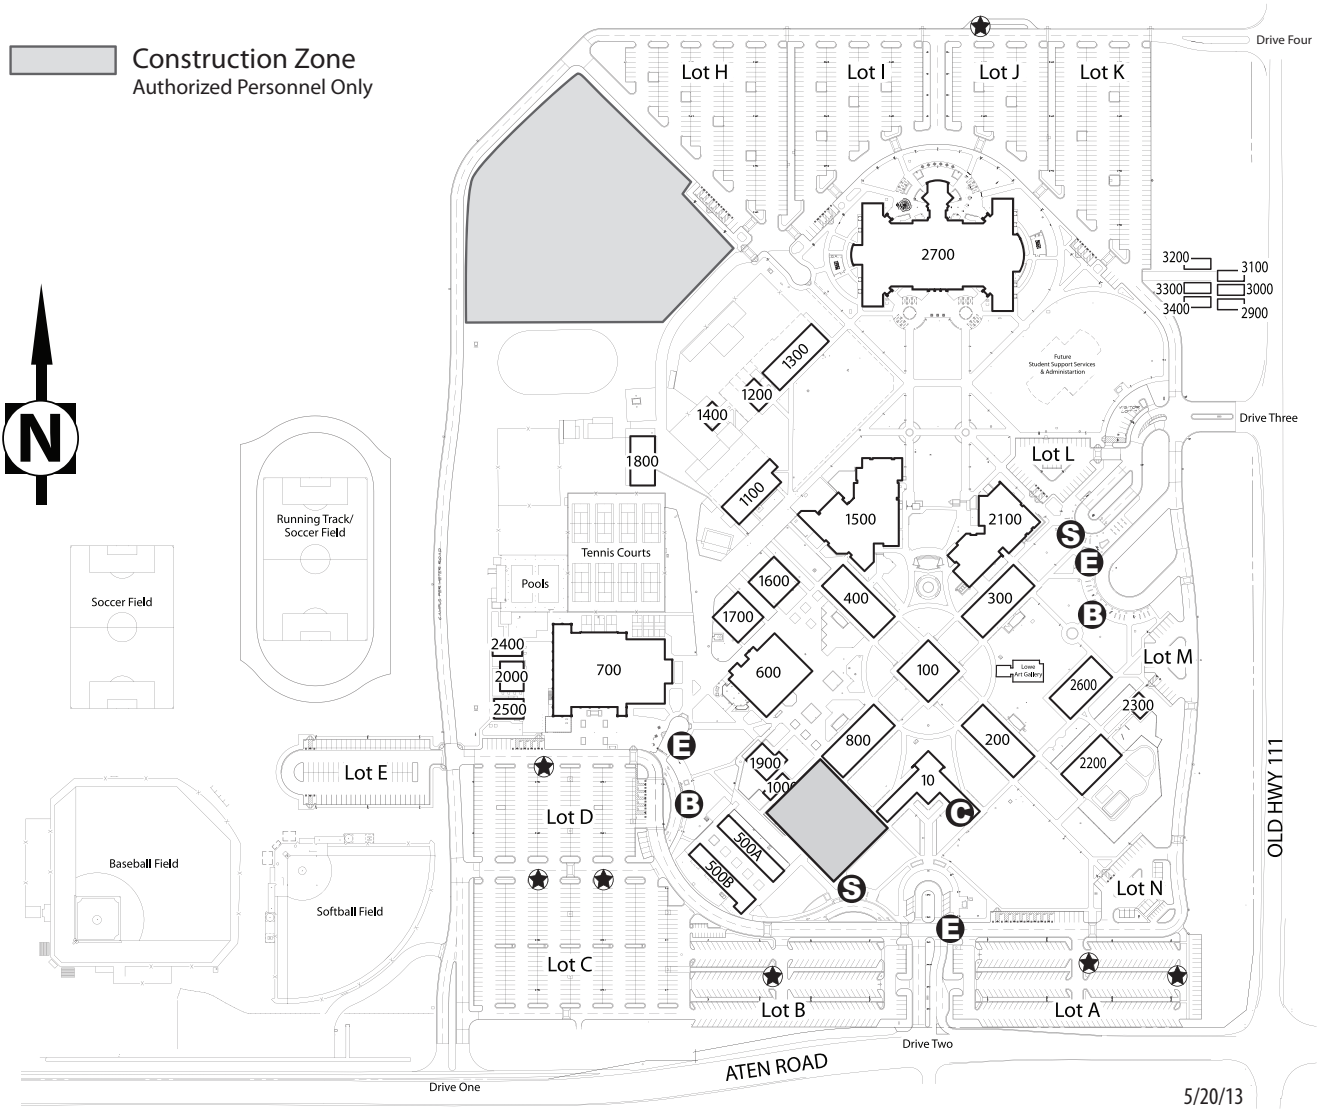 Construction Zone
Authorized Personnel Only
Drive Four
Lot H
Lot I
Lot J
Lot K
2700
3200
3100
3300
3000
3400
2900
1300
Future
Student Support Services
& Administartion
1200
1400
N
Drive Three
Lot L
1800
1100
1500
2100
S
Running Track/
Soccer Field
Tennis Courts
E
Pools
1600
400
300
Soccer Field
1700
B
2400
700
600
100
Lowe
Art Gallery
Lot M
2000
2600
2500
2300
E
800
200
1900
2200
Lot E
10
1000
B
C
Lot D
500A
OLD HWY 111
500B
Baseball Field
S
Lot N
Softball Field
E
Lot C
Lot B
Lot A
Drive Two
ATEN ROAD
Drive One
5/20/13